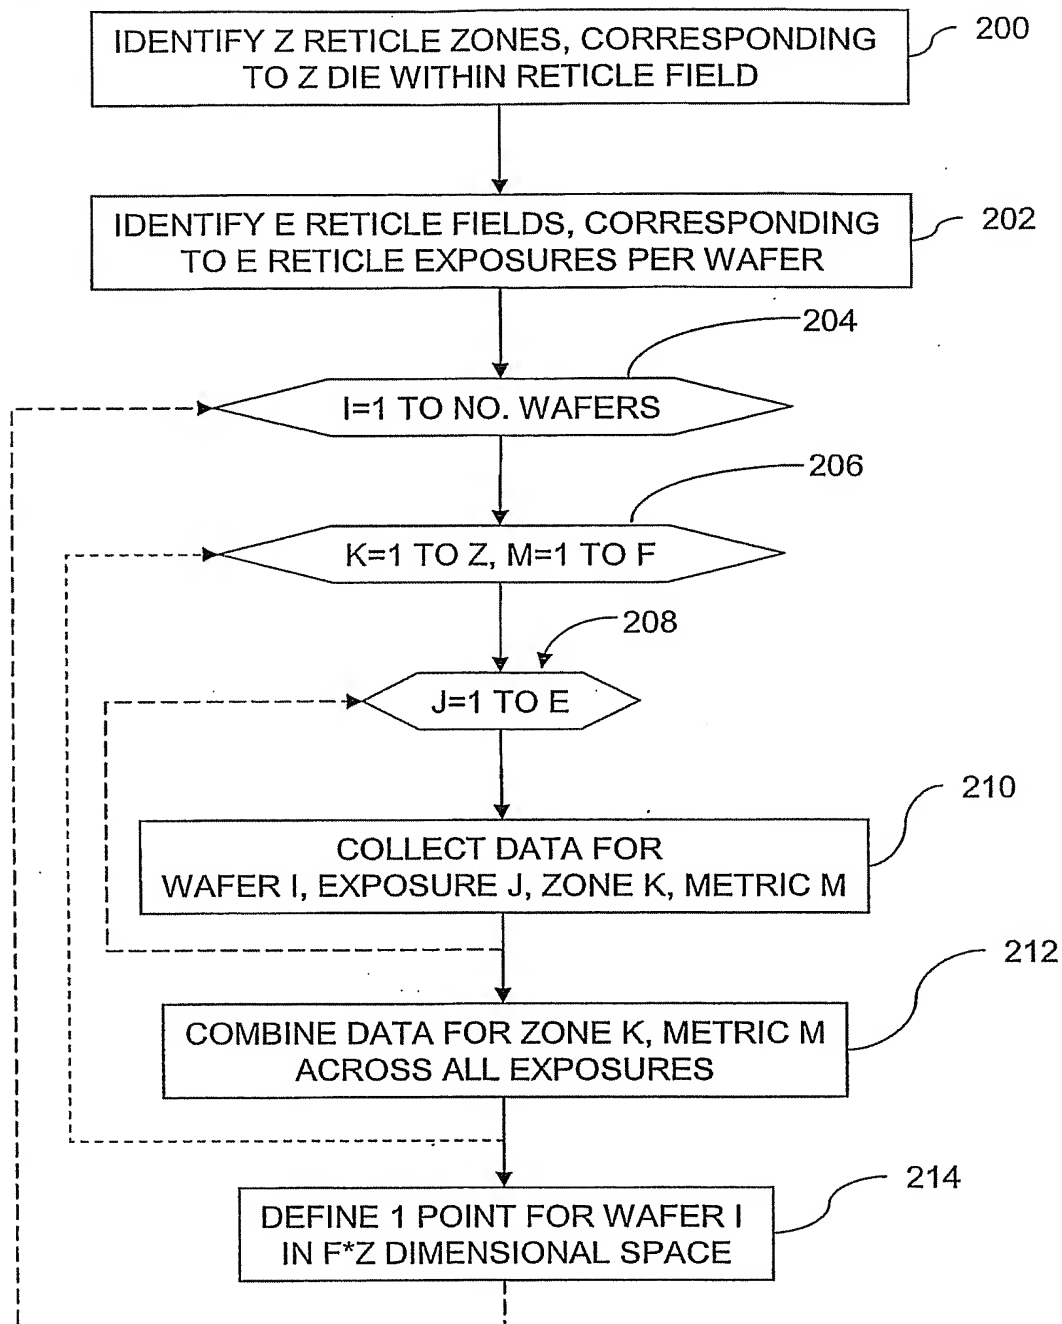 IDENTIFY Z RETICLE ZONES, CORRESPONDING
TO Z DIE WITHIN RETICLE FIELD
200
IDENTIFY E RETICLE FIELDS, CORRESPONDING
TO E RETICLE EXPOSURES PER WAFER
202
204
I=1 TO NO. WAFERS
206
K=1 TO Z, M=1 TO F
208
J=1 TO E
210
COLLECT DATA FOR
WAFER I, EXPOSURE J, ZONE K, METRIC M
212
COMBINE DATA FOR ZONE K, METRIC M
ACROSS ALL EXPOSURES
214
DEFINE 1 POINT FOR WAFER I
IN F*Z DIMENSIONAL SPACE